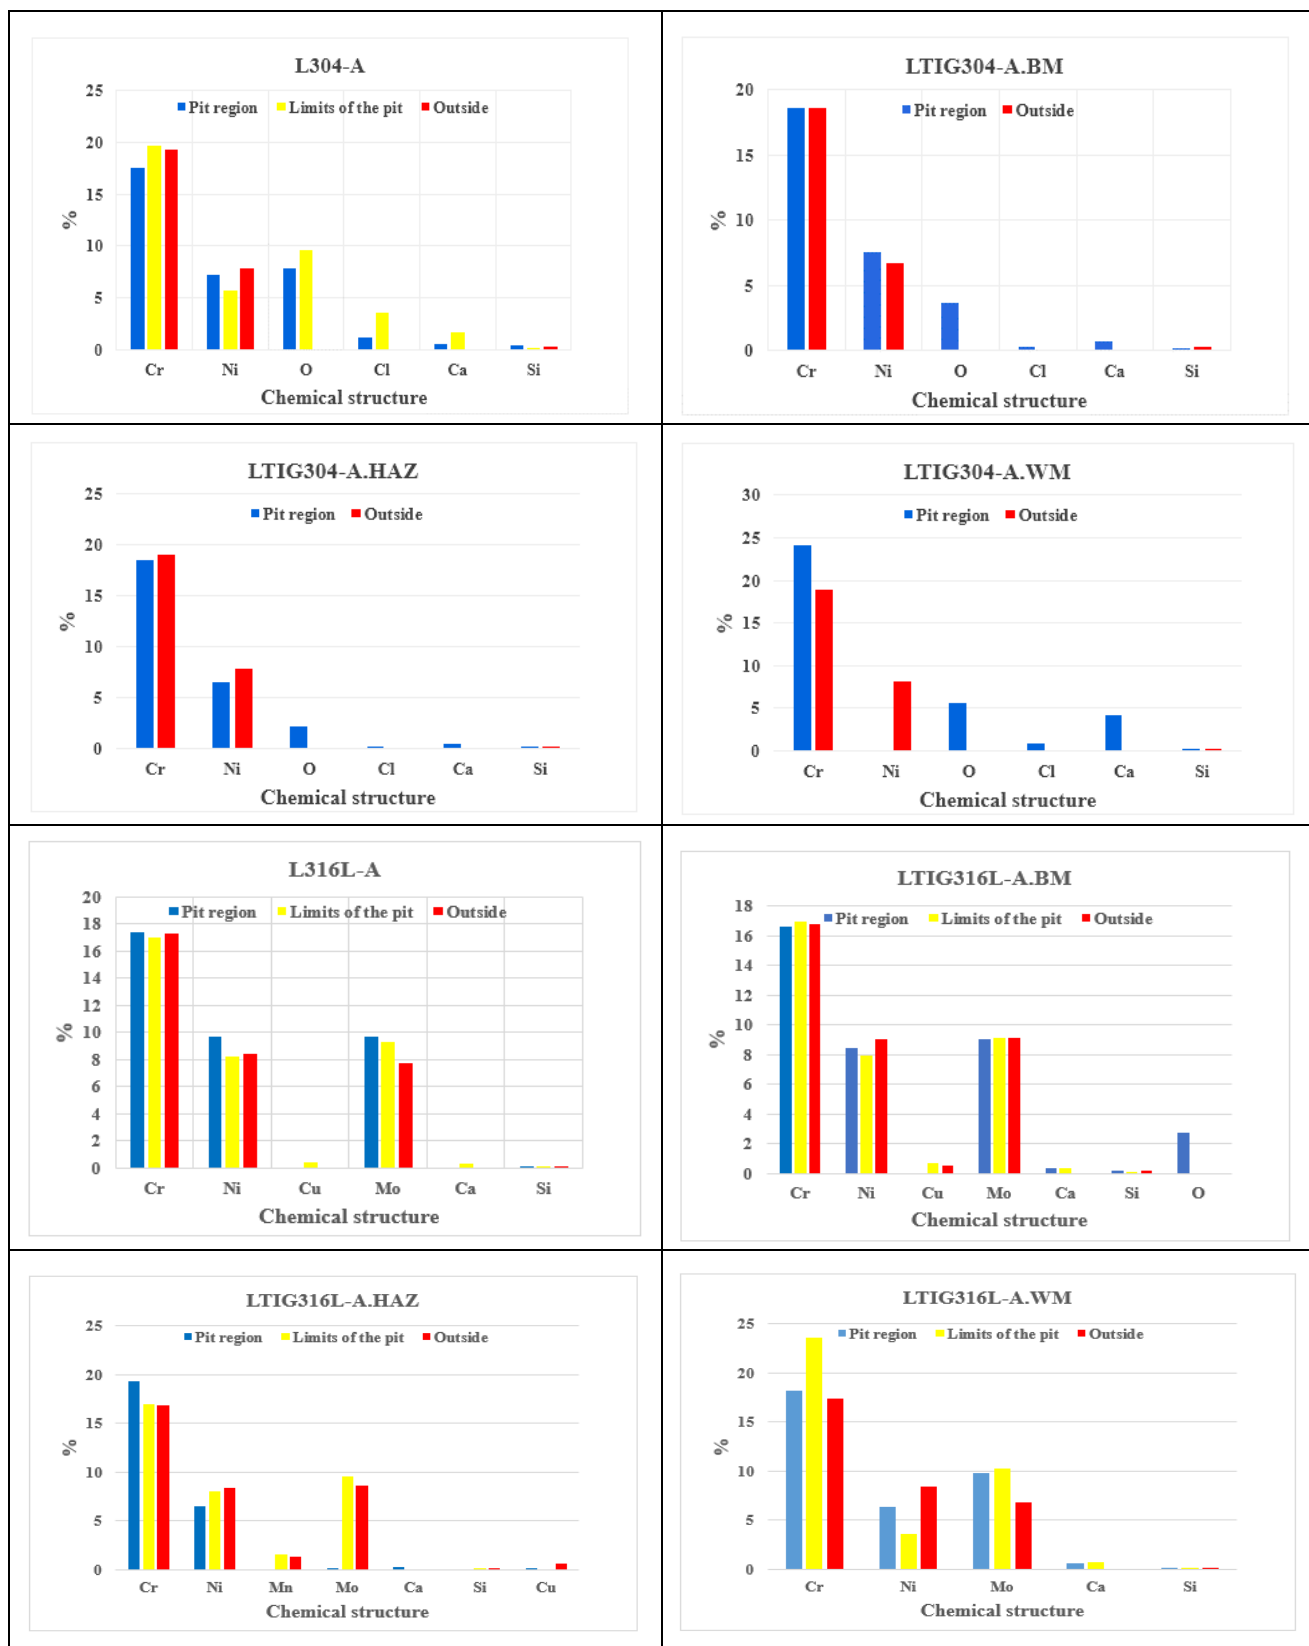 L304-A
Pit region Limits of the pit Outside
25
20
15
10
5
0
%
Cr Ni O Cl Ca Si
Chemical structure
LTIG304-A.BM
Pit region Outside
20
15
10
5
0
%
Cr Ni O Cl Ca Si
Chemical structure
LTIG304-A.HAZ
Pit region Outside
25
20
15
10
5
0
%
Cr Ni O Cl Ca Si
Chemical structure
LTIG304-A.WM
Pit region Outside
30
25
20
15
10
5
0
%
Cr Ni O Cl Ca Si
Chemical structure
L316L-A
Pit region Limits of the pit Outside
20
18
16
14
12
10
8
6
4
2
0
%
Cr Ni Cu Mo Ca Si
Chemical structure
LTIG316L-A.BM
Pit region Limits of the pit Outside
18
16
14
12
10
8
6
4
2
0
%
Cr Ni Cu Mo Ca Si O
Chemical structure
LTIG316L-A.HAZ
Pit region Limits of the pit Outside
25
20
15
10
5
0
%
Cr Ni Mn Mo Ca Si Cu
Chemical structure
LTIG316L-A.WM
Pit region Limits of the pit Outside
25
20
15
10
5
0
%
Cr Ni Mo Ca Si
Chemical structure